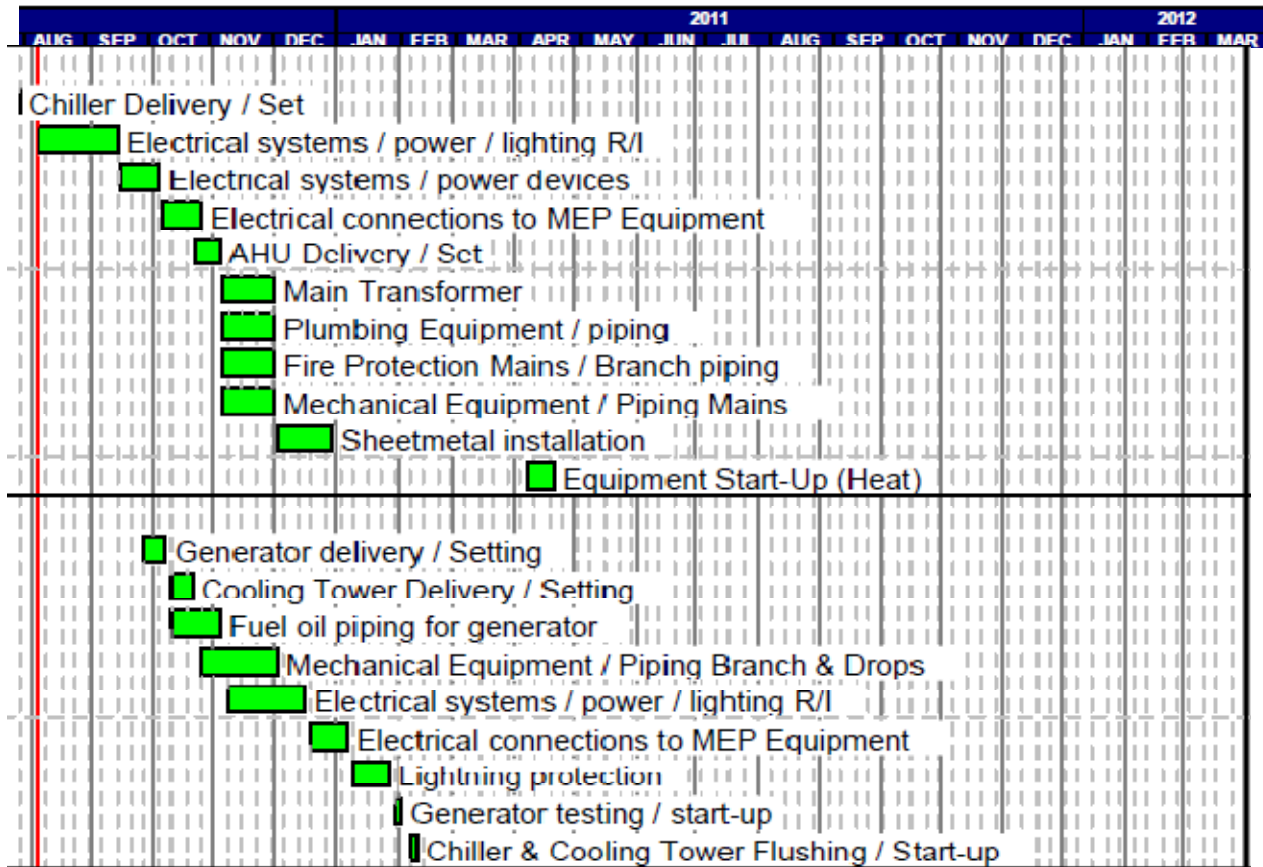 2011 2012
AUG SEP OCT NOV DEC JAN FEB MAR APR MAY JUN JUL AUG SEP OCT NOV DEC JAN FEB MAR
Chiller Delivery / Set
Electrical systems / power / lighting R/I
Electrical systems / power devices
Electrical connections to MEP Equipment
AHU Delivery / Set
Main Transformer
Plumbing Equipment / piping
Fire Protection Mains / Branch piping
Mechanical Equipment / Piping Mains
Sheetmetal installation
Equipment Start-Up (Heat)
Generator delivery / Setting
Cooling Tower Delivery / Setting
Fuel oil piping for generator
Mechanical Equipment / Piping Branch & Drops
Electrical systems / power / lighting R/I
Electrical connections to MEP Equipment
Lightning protection
Generator testing / start-up
Chiller & Cooling Tower Flushing / Start-up